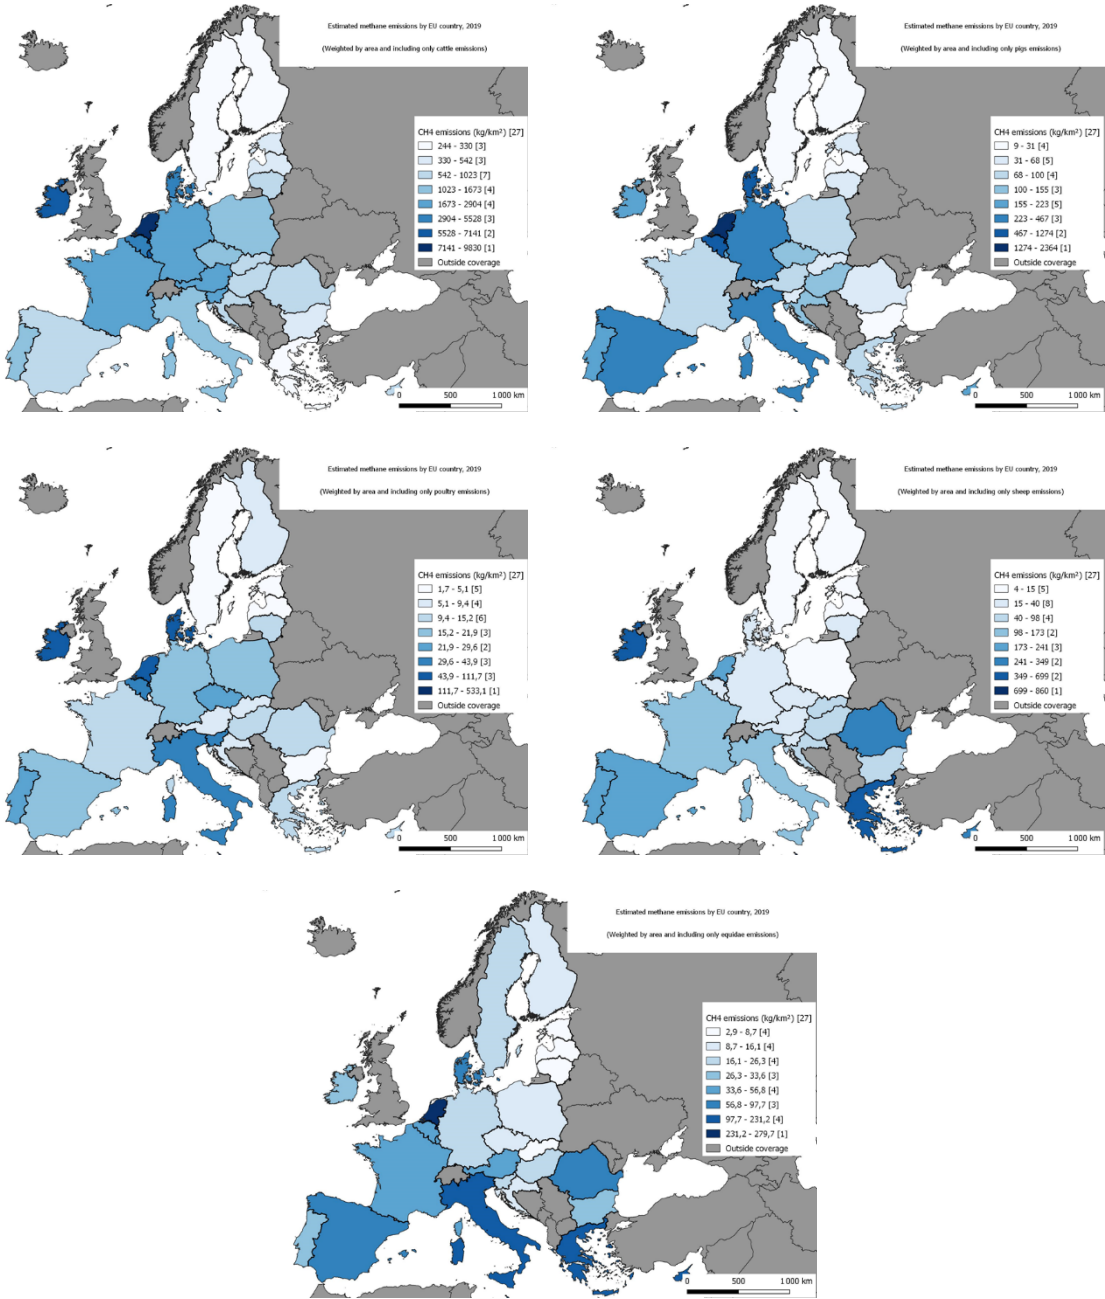 Estimated methane emissions by EU country, 2019
(Weighted by area and including only cattle emissions)
CH4 emissions (kg/km²) [27]
244 - 330 [3]
330 - 542 [3]
542 - 1023 [7]
1023 - 1673 [4]
1673 - 2904 [4]
2904 - 5528 [3]
5528 - 7141 [2]
7141 - 9830 [1]
Outside coverage
0 500 1 000 km
Estimated methane emissions by EU country, 2019
(Weighted by area and including only pigs emissions)
CH4 emissions (kg/km²) [27]
9 - 31 [4]
31 - 68 [5]
68 - 100 [4]
100 - 155 [3]
155 - 223 [5]
223 - 467 [3]
467 - 1274 [2]
1274 - 2364 [1]
Outside coverage
0 500 1 000 km
Estimated methane emissions by EU country, 2019
(Weighted by area and including only poultry emissions)
CH4 emissions (kg/km²) [27]
1,7 - 5,1 [5]
5,1 - 9,4 [4]
9,4 - 15,2 [6]
15,2 - 21,9 [3]
21,9 - 29,6 [2]
29,6 - 43,9 [3]
43,9 - 111,7 [3]
111,7 - 533,1 [1]
Outside coverage
0 500 1 000 km
Estimated methane emissions by EU country, 2019
(Weighted by area and including only sheep emissions)
CH4 emissions (kg/km²) [27]
4 - 15 [5]
15 - 40 [8]
40 - 98 [4]
98 - 173 [2]
173 - 241 [3]
241 - 349 [2]
349 - 699 [2]
699 - 860 [1]
Outside coverage
0 500 1 000 km
Estimated methane emissions by EU country, 2019
(Weighted by area and including only equidae emissions)
CH4 emissions (kg/km²) [27]
2,9 - 8,7 [4]
8,7 - 16,1 [4]
16,1 - 26,3 [4]
26,3 - 33,6 [3]
33,6 - 56,8 [4]
56,8 - 97,7 [3]
97,7 - 231,2 [4]
231,2 - 279,7 [1]
Outside coverage
0 500 1 000 km